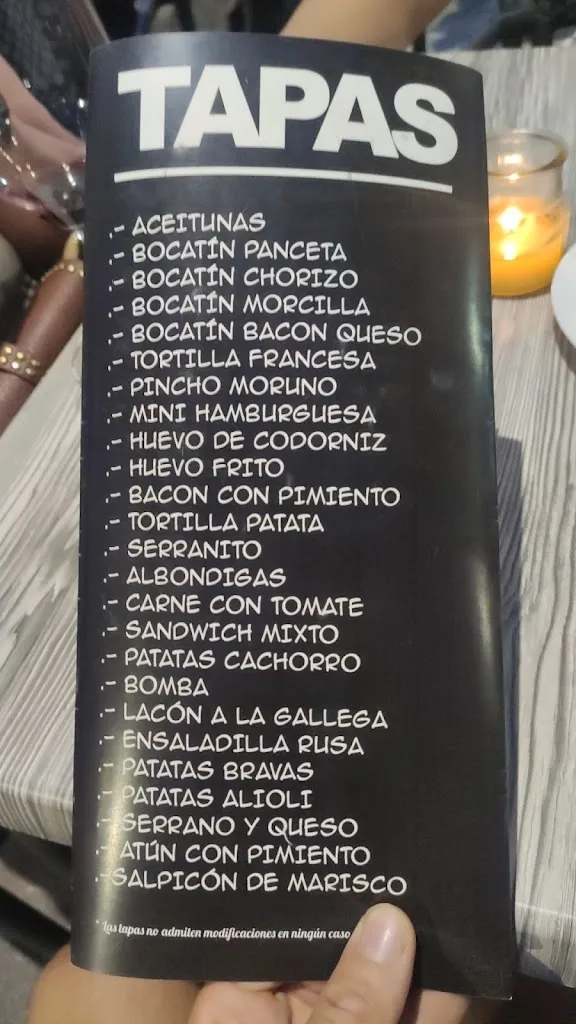 TAPAS
.- ACEITUNAS
.- BOCATÍN PANCETA
.- BOCATÍN CHORIZO
.- BOCATÍN MORCILLA
.- BOCATÍN BACON QUESO
.- TORTILLA FRANCESA
.- PINCHO MORUNO
.- MINI HAMBURGUESA
.- HUEVO DE CODORNIZ
.- HUEVO FRITO
.- BACON CON PIMIENTO
.- TORTILLA PATATA
.- SERRANITO
.- ALBONDIGAS
.- CARNE CON TOMATE
.- SANDWICH MIXTO
.- PATATAS CACHORRO
.- BOMBA
.- LACÓN A LA GALLEGA
.- ENSALADILLA RUSA
.- PATATAS BRAVAS
.- PATATAS ALIOLI
.- SERRANO Y QUESO
.- ATÚN CON PIMIENTO
.- SALPICÓN DE MARISCO
* Las tapas no admiten modificaciones en ningún caso